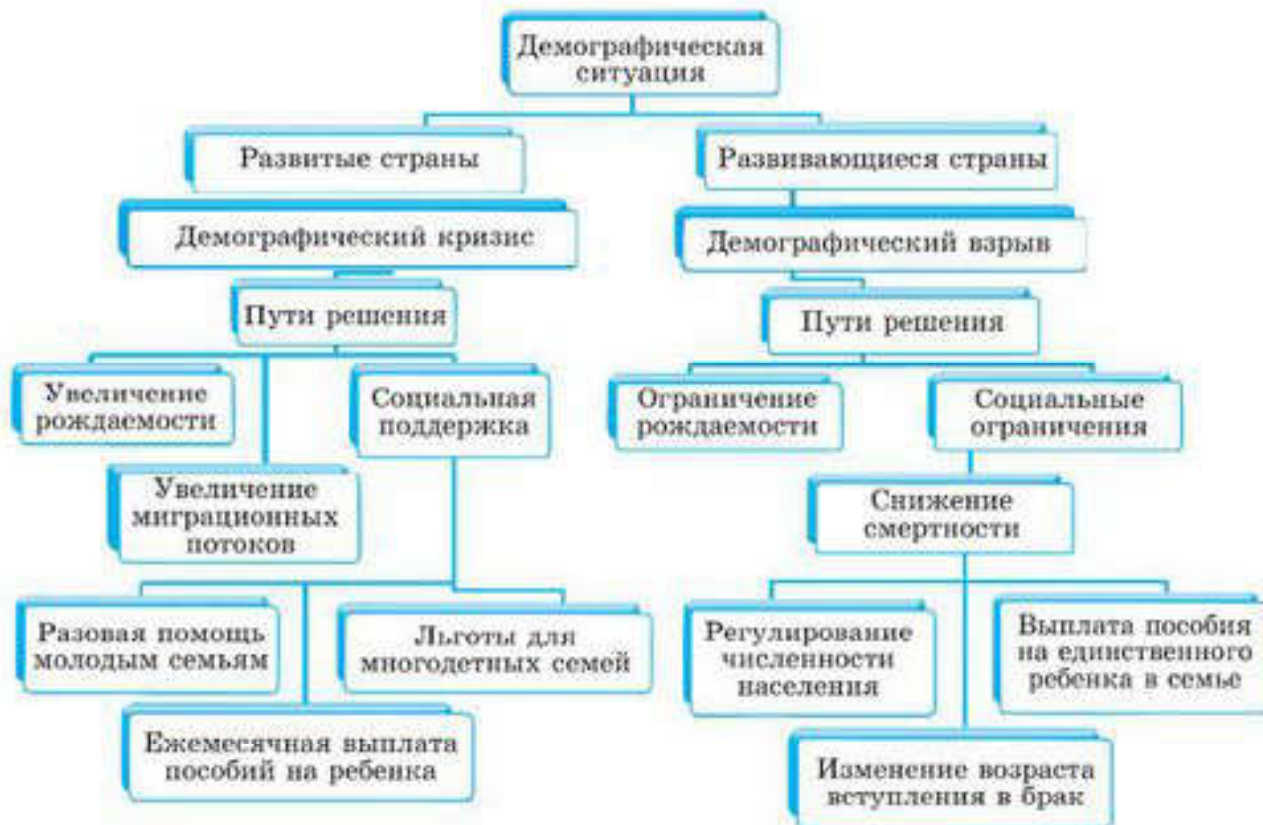 Демографическая
ситуация
Развитые страны
Развивающиеся страны
Демографический кризис
Демографический взрыв
Пути решения
Пути решения
Увеличение
рождаемости
Социальная
поддержка
Ограничение
рождаемости
Социальные
ограничения
Увеличение
миграционных
потоков
Снижение
смертности
Разовая помощь
молодым семьям
Льготы для
многодетных семей
Регулирование
численности
населения
Выплата пособия
на единственного
ребенка в семье
Ежемесячная выплата
пособий на ребенка
Изменение возраста
вступления в брак